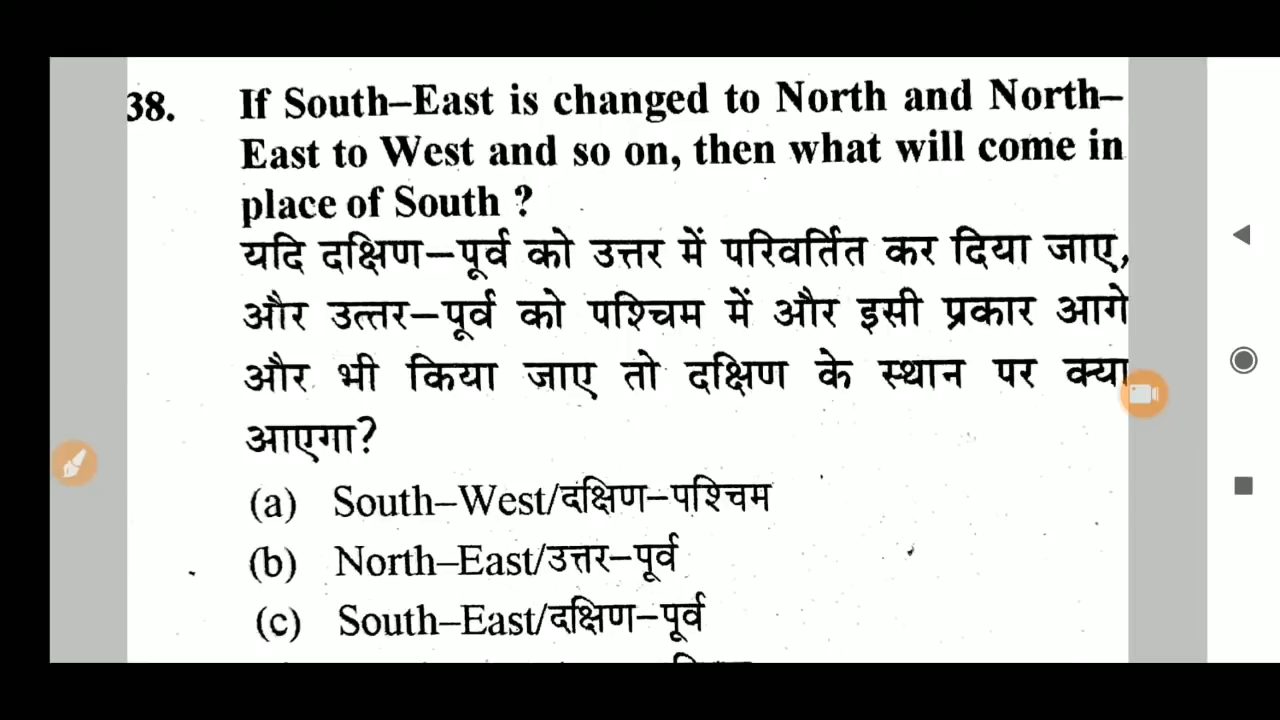 38. If South–East is changed to North and North–
East to West and so on, then what will come in
place of South ?
यदि दक्षिण–पूर्व को उत्तर में परिवर्तित कर दिया जाए,
और उत्तर–पूर्व को पश्चिम में और इसी प्रकार आगे
और भी किया जाए तो दक्षिण के स्थान पर क्या
आएगा?
(a) South–West/दक्षिण–पश्चिम
(b) North–East/उत्तर–पूर्व
(c) South–East/दक्षिण–पूर्व